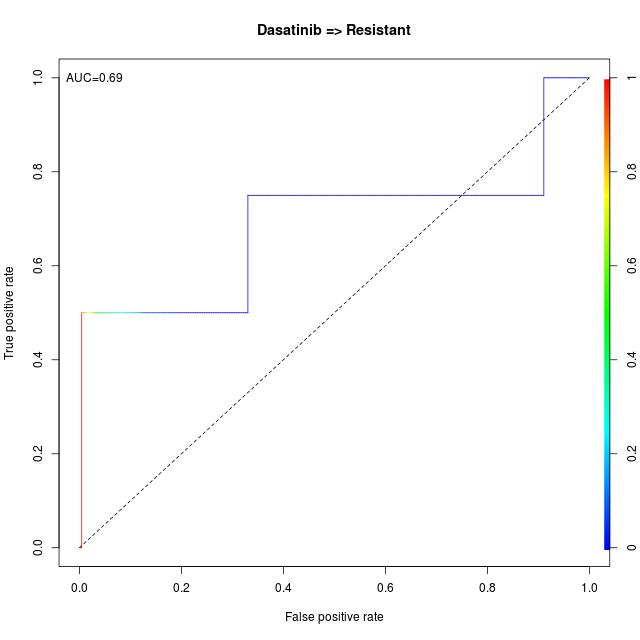 Dasatinib => Resistant
AUC=0.69
True positive rate
1.0
0.8
0.6
0.4
0.2
0.0
0.0 0.2 0.4 0.6 0.8 1.0
False positive rate
1
0.8
0.6
0.4
0.2
0